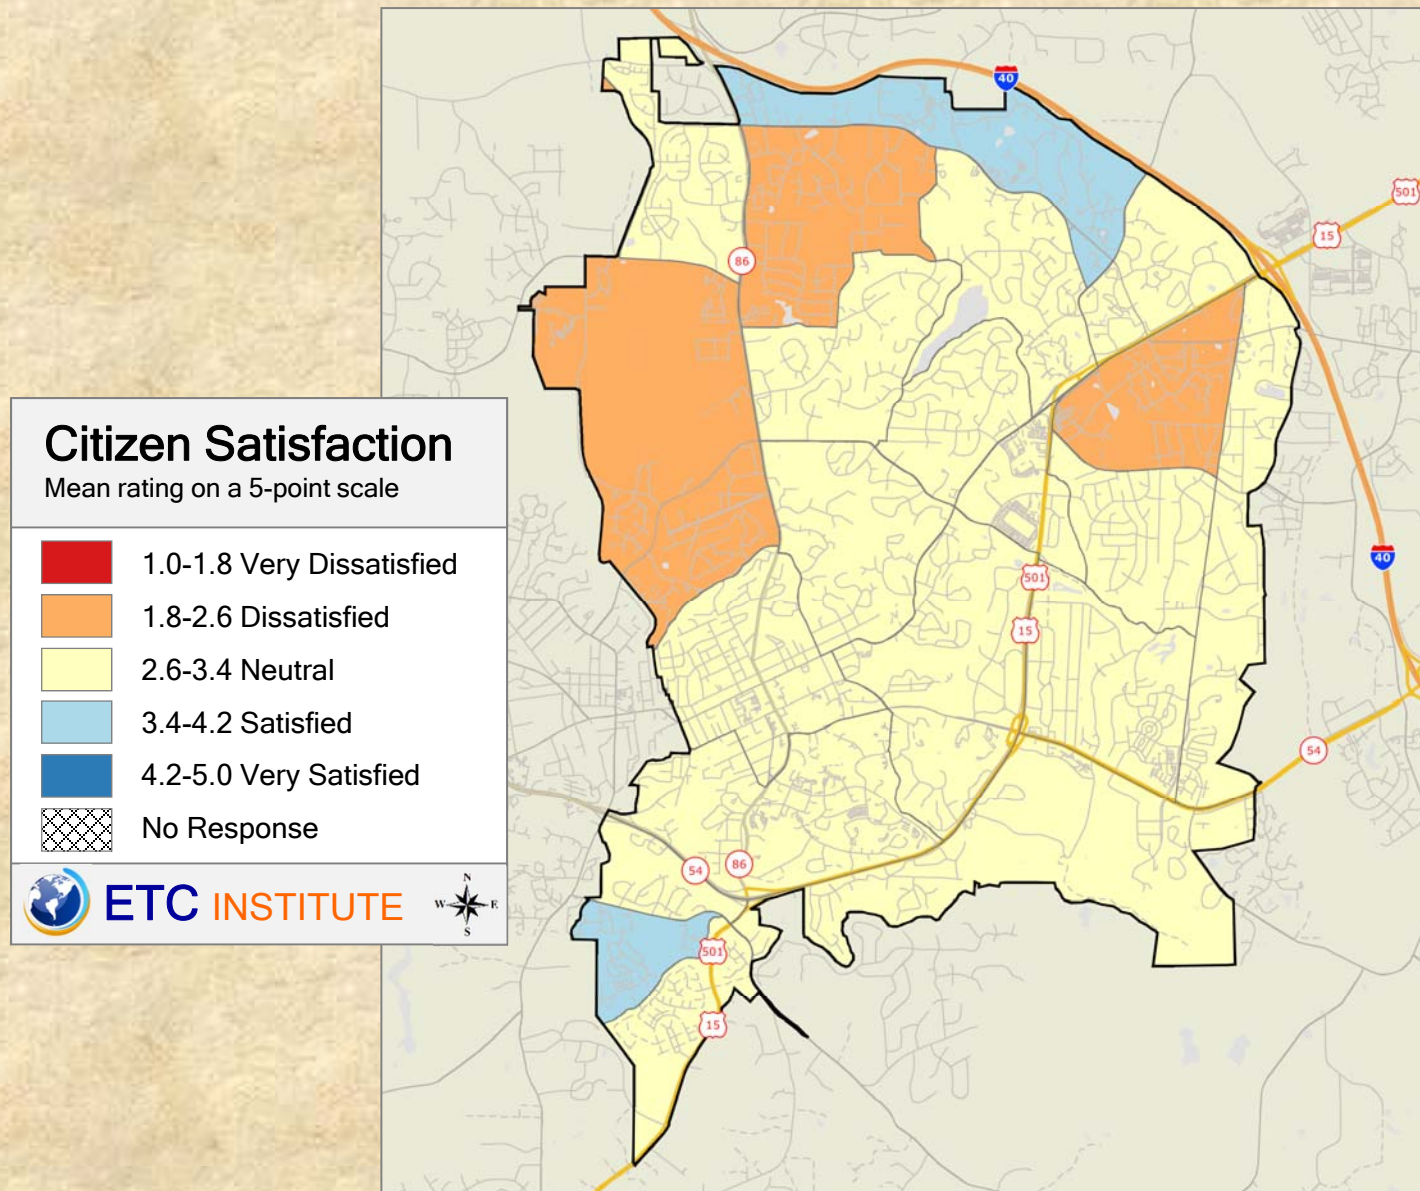 Citizen Satisfaction
Mean rating on a 5-point scale
1.0-1.8 Very Dissatisfied
1.8-2.6 Dissatisfied
2.6-3.4 Neutral
3.4-4.2 Satisfied
4.2-5.0 Very Satisfied
No Response
ETC INSTITUTE
N
W E
S
40
501
15
86
40
501
15
54
54
86
501
15